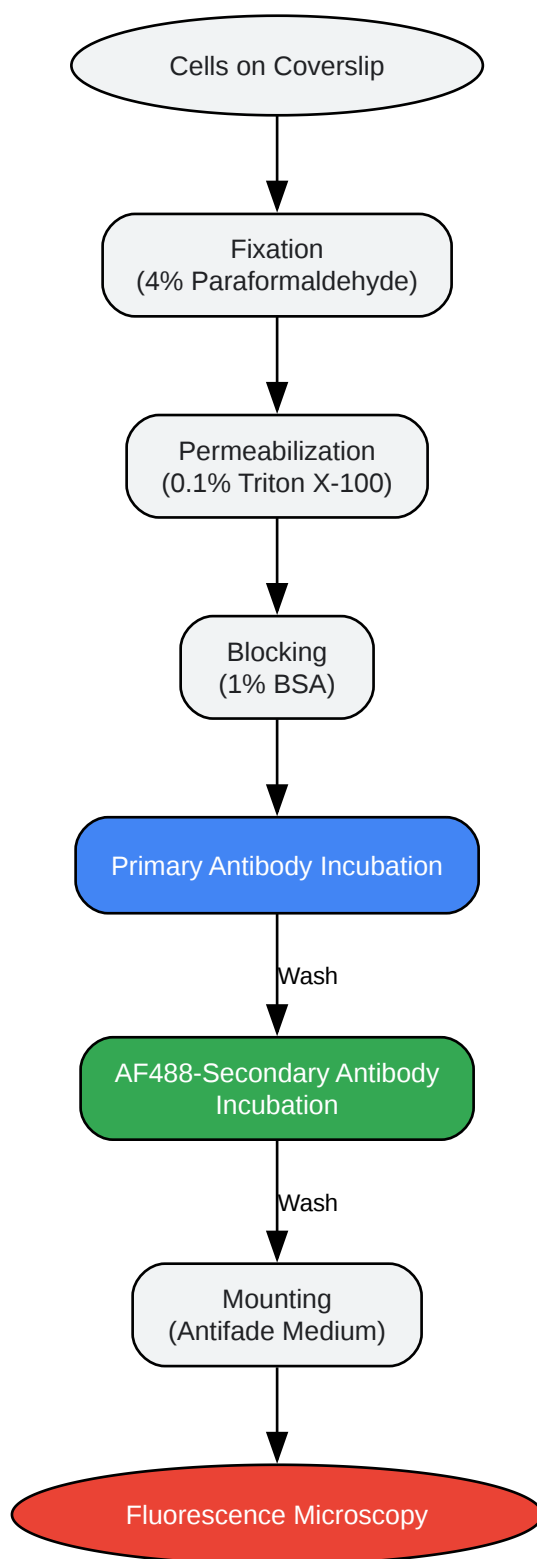 Cells on Coverslip
Fixation
(4% Paraformaldehyde)
Permeabilization
(0.1% Triton X-100)
Blocking
(1% BSA)
Primary Antibody Incubation
Wash
AF488-Secondary Antibody
Incubation
Wash
Mounting
(Antifade Medium)
Fluorescence Microscopy